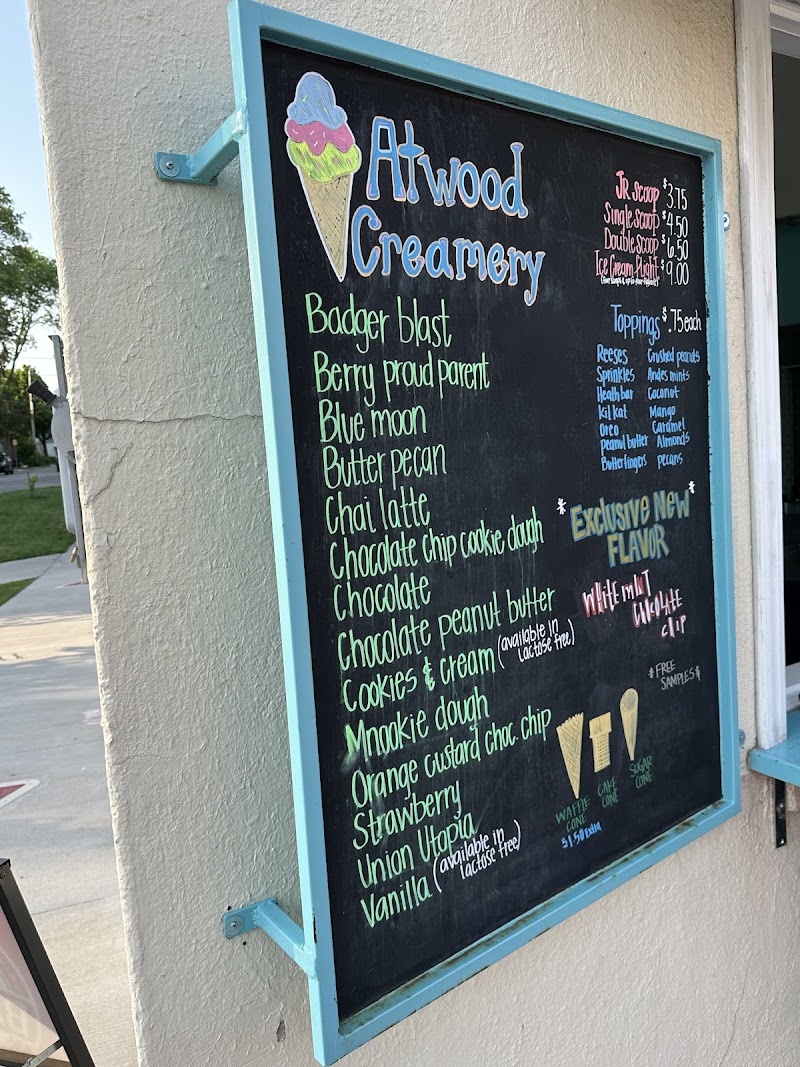 Atwood
Creamery
Badger blast
Berry proud parent
Blue moon
Butter pecan
Chai latte
Chocolate chip cookie dough
Chocolate
Chocolate peanut butter
Cookies & cream (available in
lactose free)
Mnookie dough
Orange custard choc. chip
Strawberry
Union Utopia
Vanilla (available in
lactose free)
JR scoop $3.75
Single scoop $4.50
Double scoop $6.50
Ice Cream Flight $9.00
Toppings $.75 each
Reeses Crushed peanuts
Sprinkles Andes mints
Heath bar Coconut
Kit Kat Mango
Oreo Caramel
peanut butter Almonds
Butterfingers pecans
*Exclusive New*
Flavor
White mint
Chocolate
chip
*Free
Samples*
Waffle
Cone
$1.50 extra
Cake
Cone
Sugar
Cone